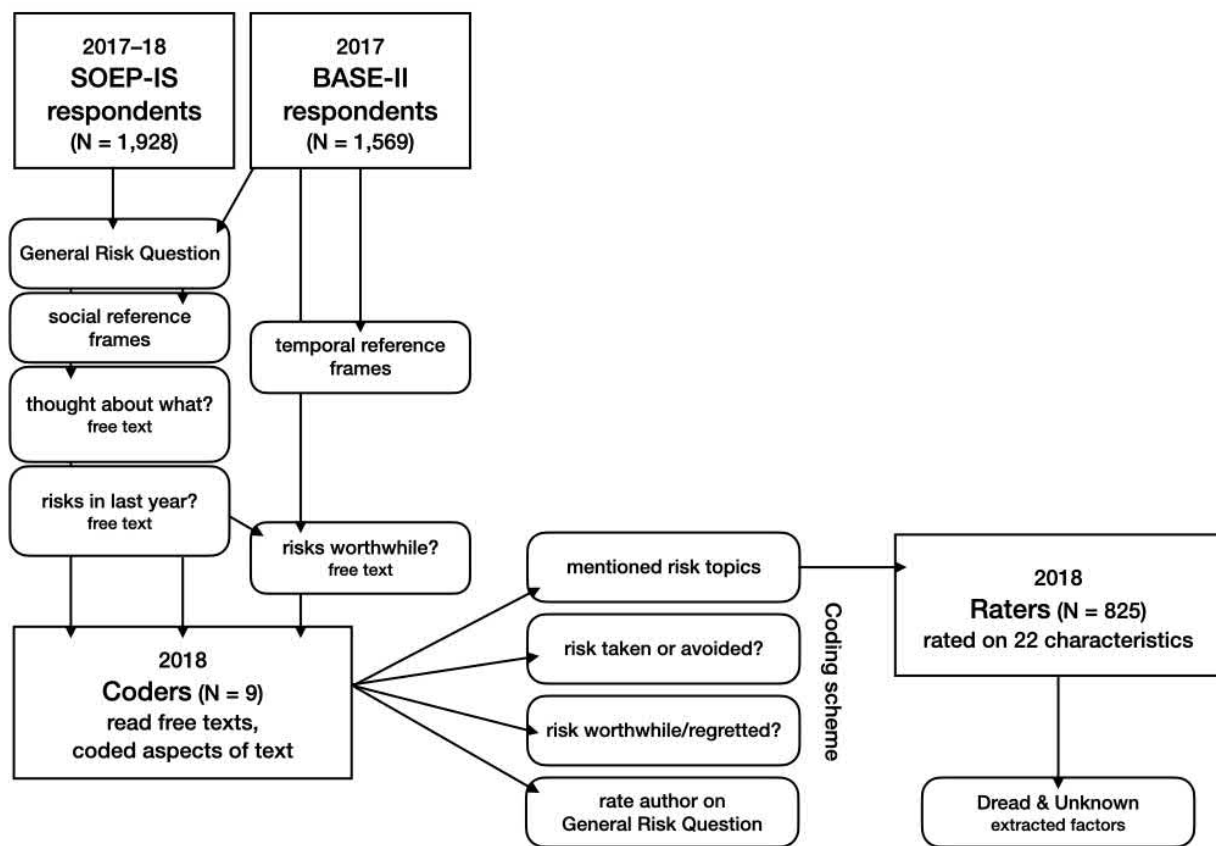 2017–18
SOEP-IS
respondents
(N = 1,928)
2017
BASE-II
respondents
(N = 1,569)
General Risk Question
social reference
frames
temporal reference
frames
thought about what?
free text
risks in last year?
free text
risks worthwhile?
free text
2018
Coders (N = 9)
read free texts,
coded aspects of text
mentioned risk topics
risk taken or avoided?
risk worthwhile/regretted?
rate author on
General Risk Question
Coding scheme
2018
Raters (N = 825)
rated on 22 characteristics
Dread & Unknown
extracted factors